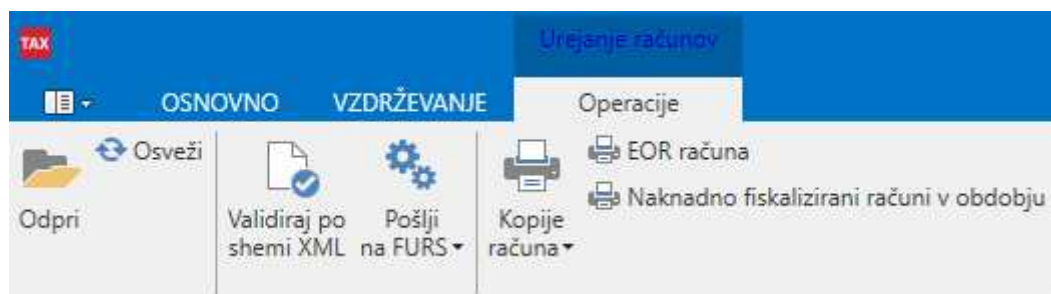 TAX
Urejanje računov
OSNOVNO VZDRŽEVANJE Operacije
Odpri
Osveži
Validiraj po
shemi XML
Pošlji
na FURS
Kopije
računa
EOR računa
Naknadno fiskalizirani računi v obdobju